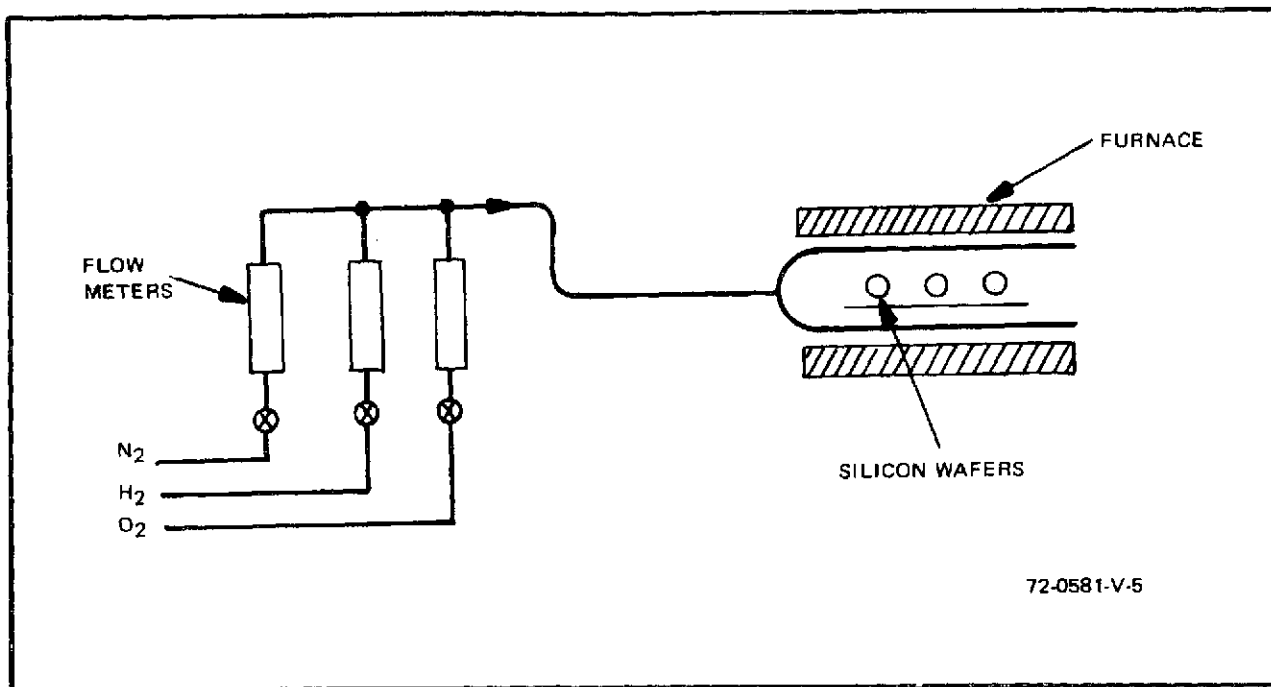 FURNACE
FLOW
METERS
N2
H2
O2
SILICON WAFERS
72-0581-V-5